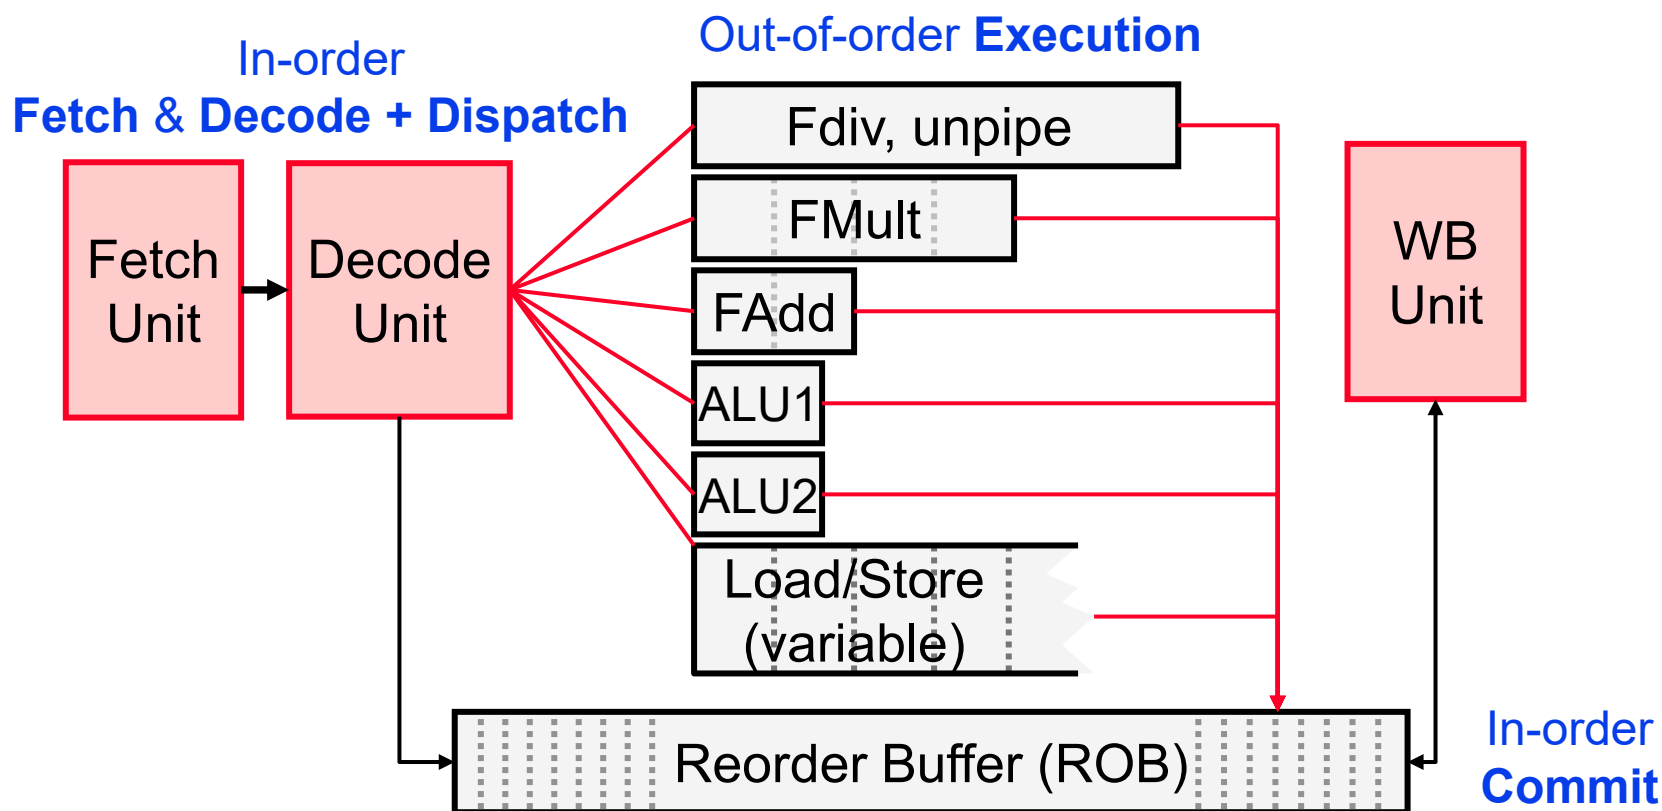 In-order
Fetch & Decode + Dispatch
Out-of-order Execution
Fetch
Unit
Decode
Unit
Fdiv, unpipe
FMult
FAdd
ALU1
ALU2
Load/Store
(variable)
WB
Unit
Reorder Buffer (ROB)
In-order
Commit